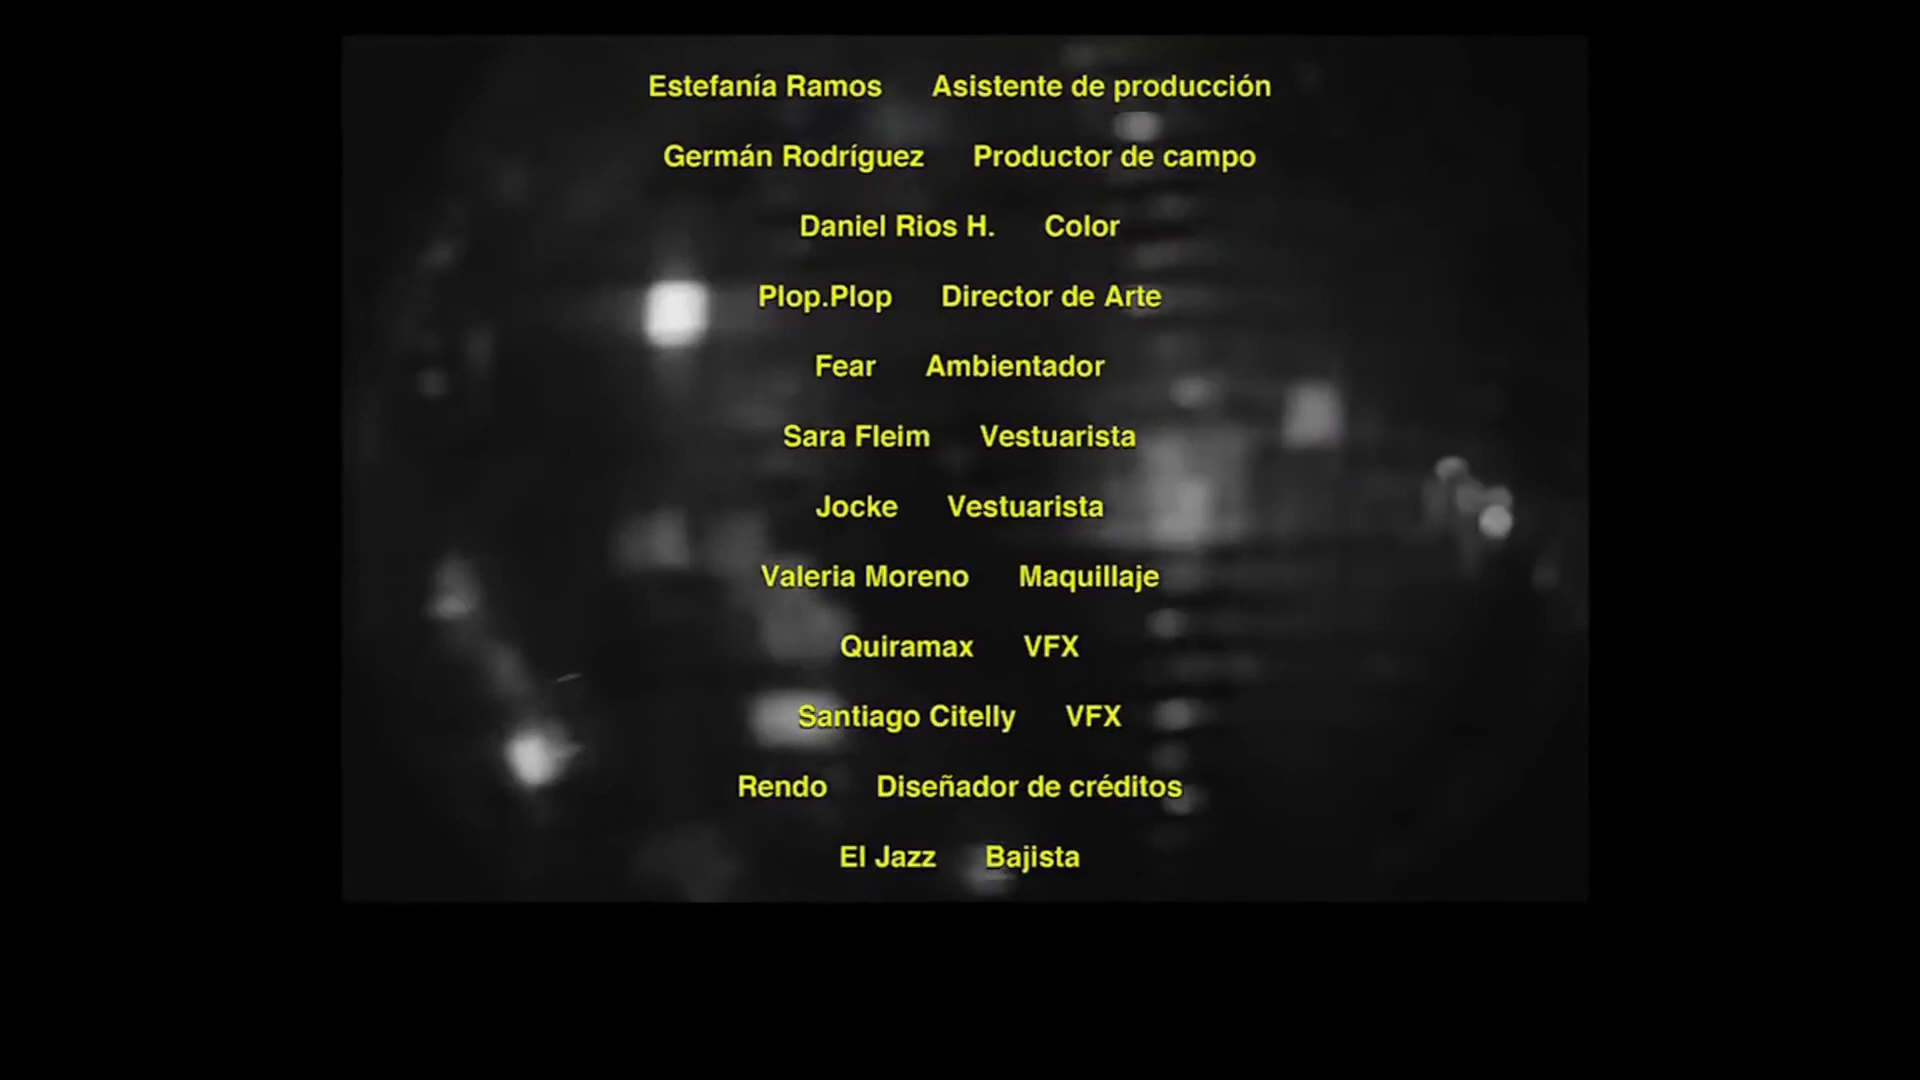 Estefanía Ramos Asistente de producción
Germán Rodríguez Productor de campo
Daniel Rios H. Color
Plop.Plop Director de Arte
Fear Ambientador
Sara Fleim Vestuarista
Jocke Vestuarista
Valeria Moreno Maquillaje
Quiramax VFX
Santiago Citelly VFX
Rendo Diseñador de créditos
El Jazz Bajista